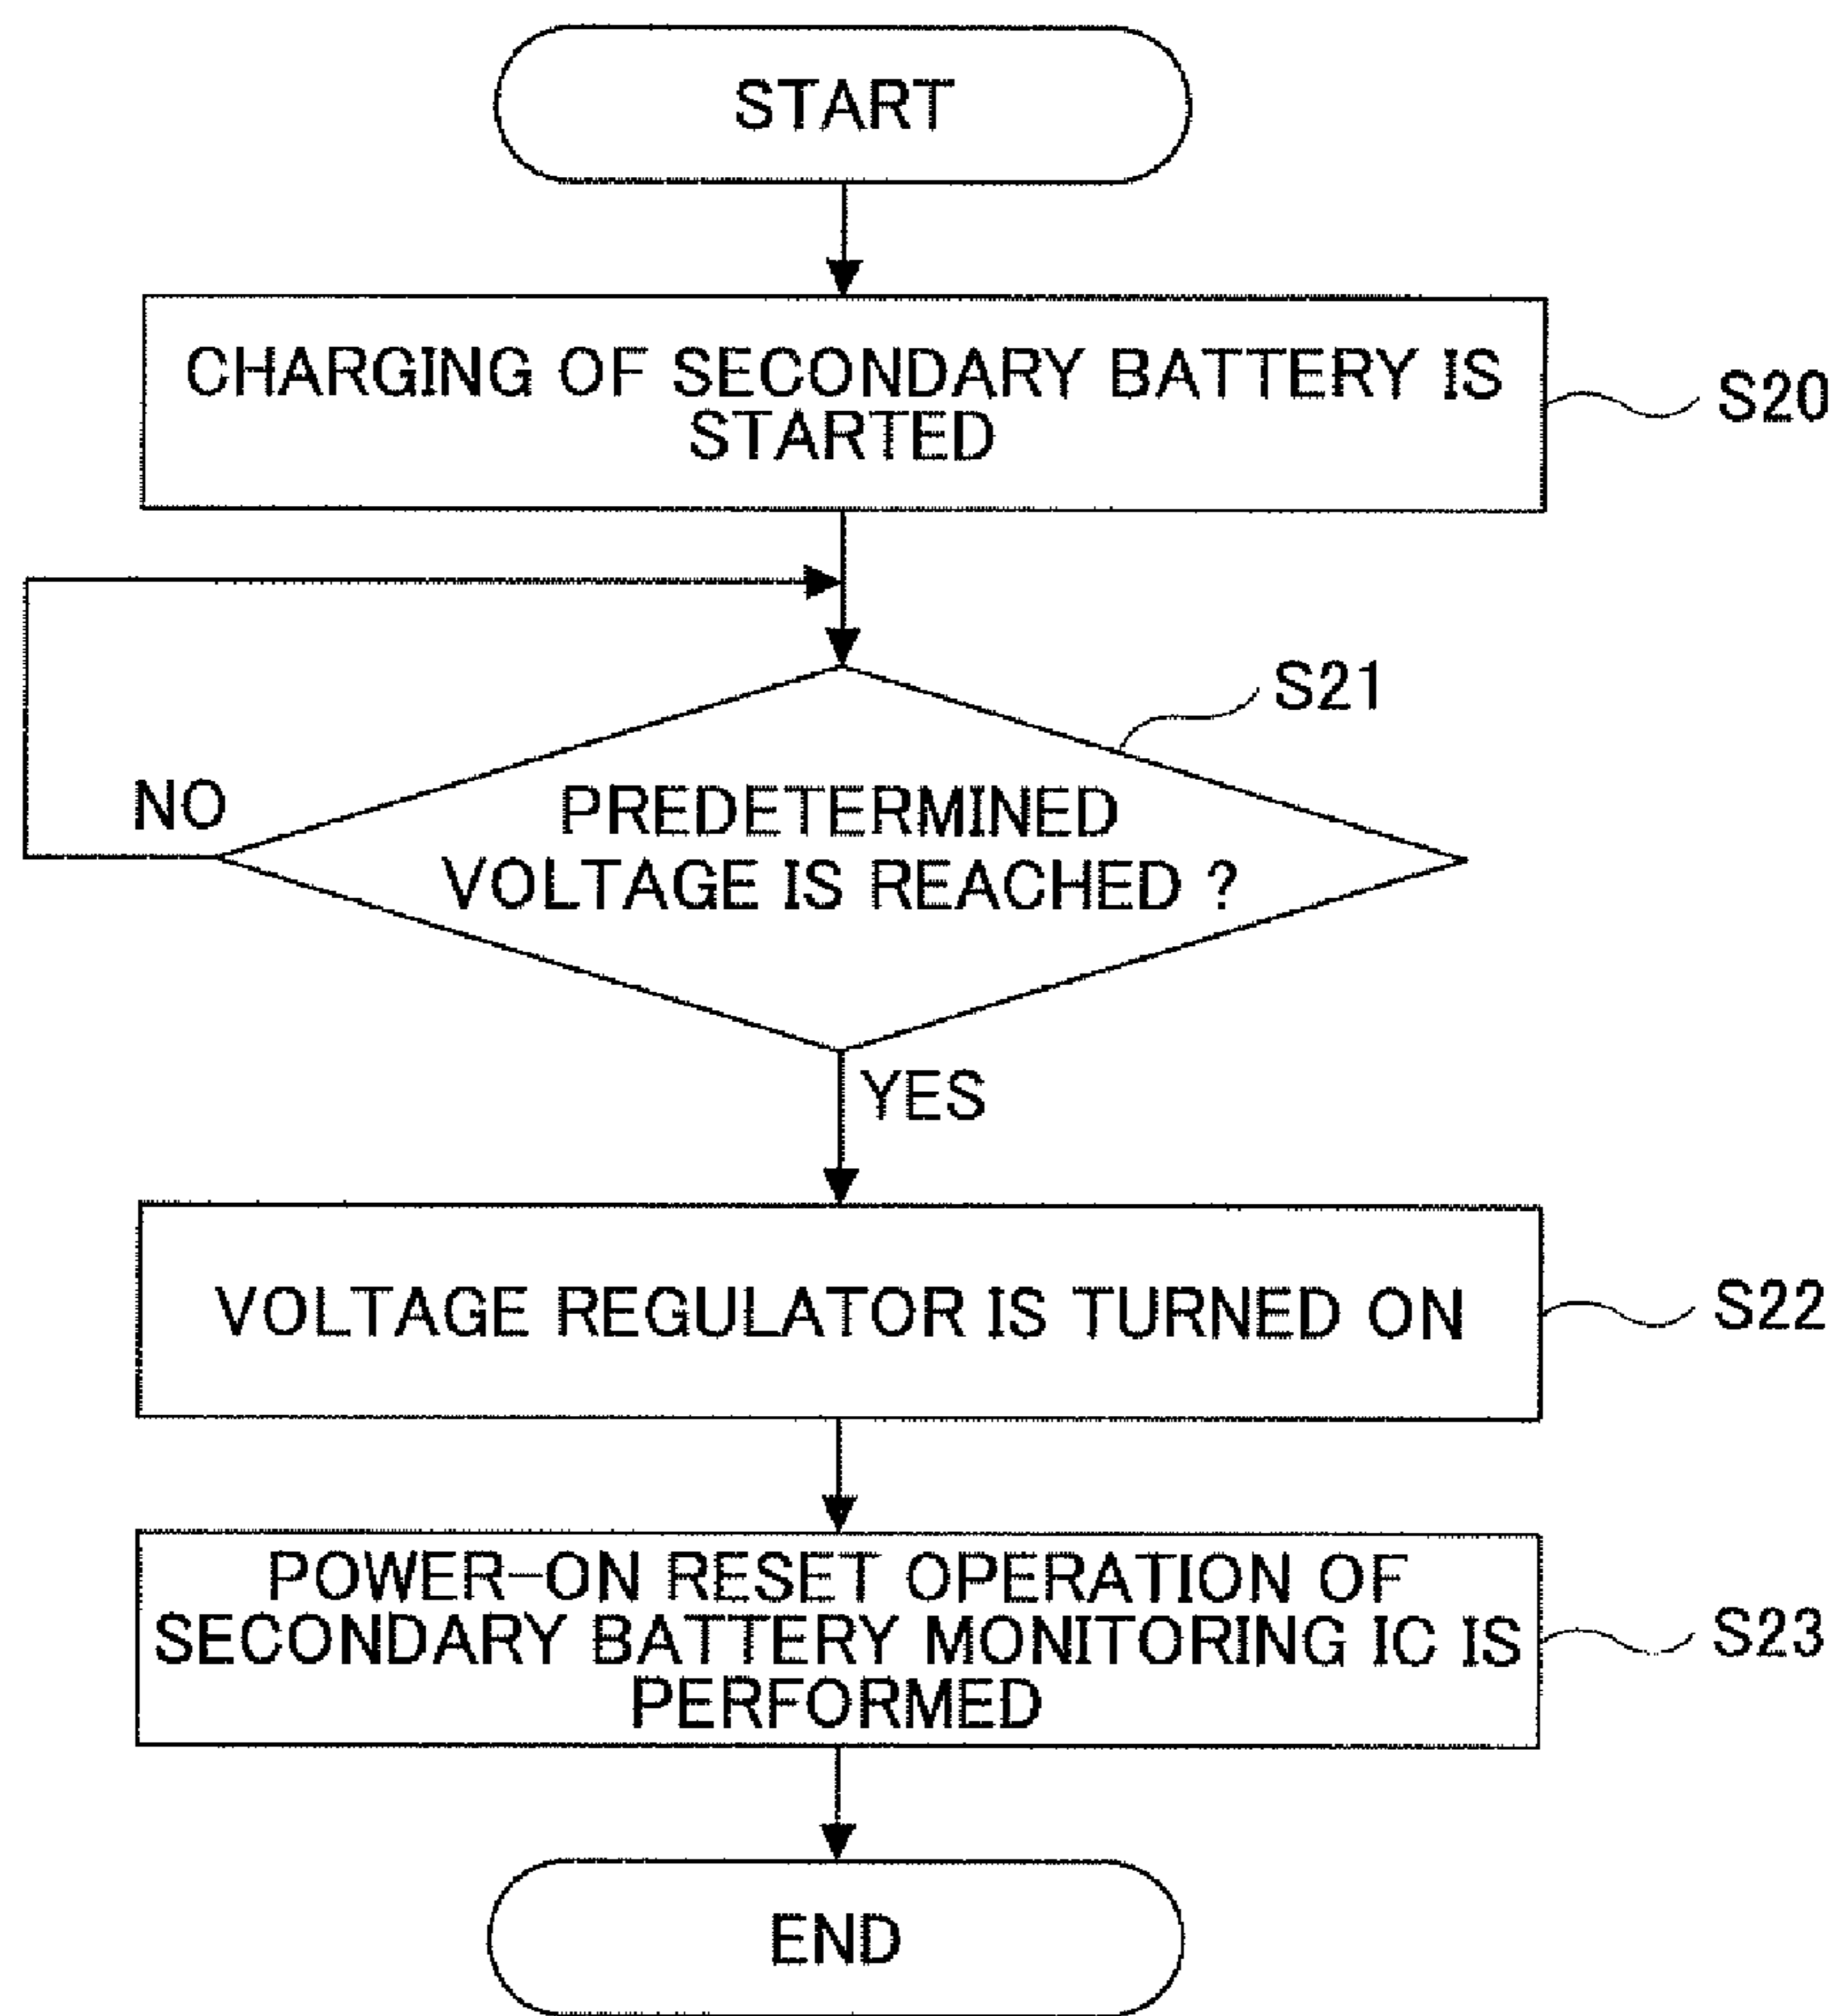 START
CHARGING OF SECONDARY BATTERY IS
STARTED
S20
S21
NO
PREDETERMINED
VOLTAGE IS REACHED ?
YES
VOLTAGE REGULATOR IS TURNED ON
S22
POWER-ON RESET OPERATION OF
SECONDARY BATTERY MONITORING IC IS
PERFORMED
S23
END